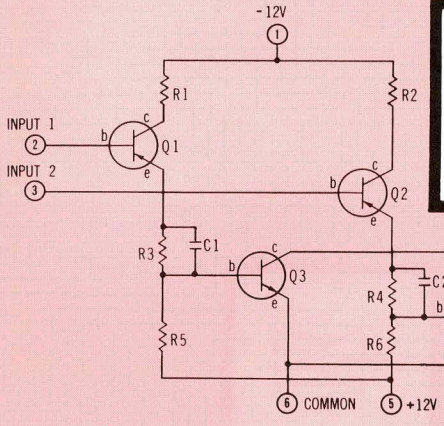 -12V
1
R1
R2
INPUT 1
2
b
c
Q1
e
INPUT 2
3
b
c
Q2
e
R3
C1
b
c
Q3
e
R4
C2
b
R5
R6
6 COMMON
5 +12V